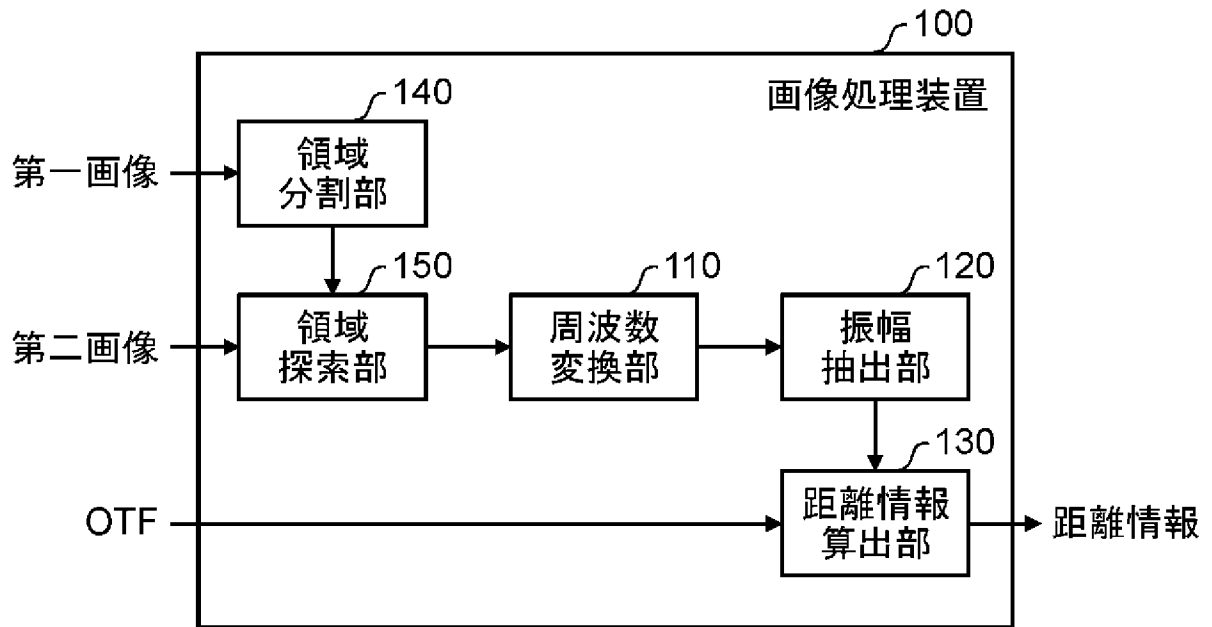 100
画像処理装置
140
領域
分割部
第一画像
150
領域
探索部
第二画像
110
周波数
変換部
120
振幅
抽出部
130
距離情報
算出部
OTF
距離情報